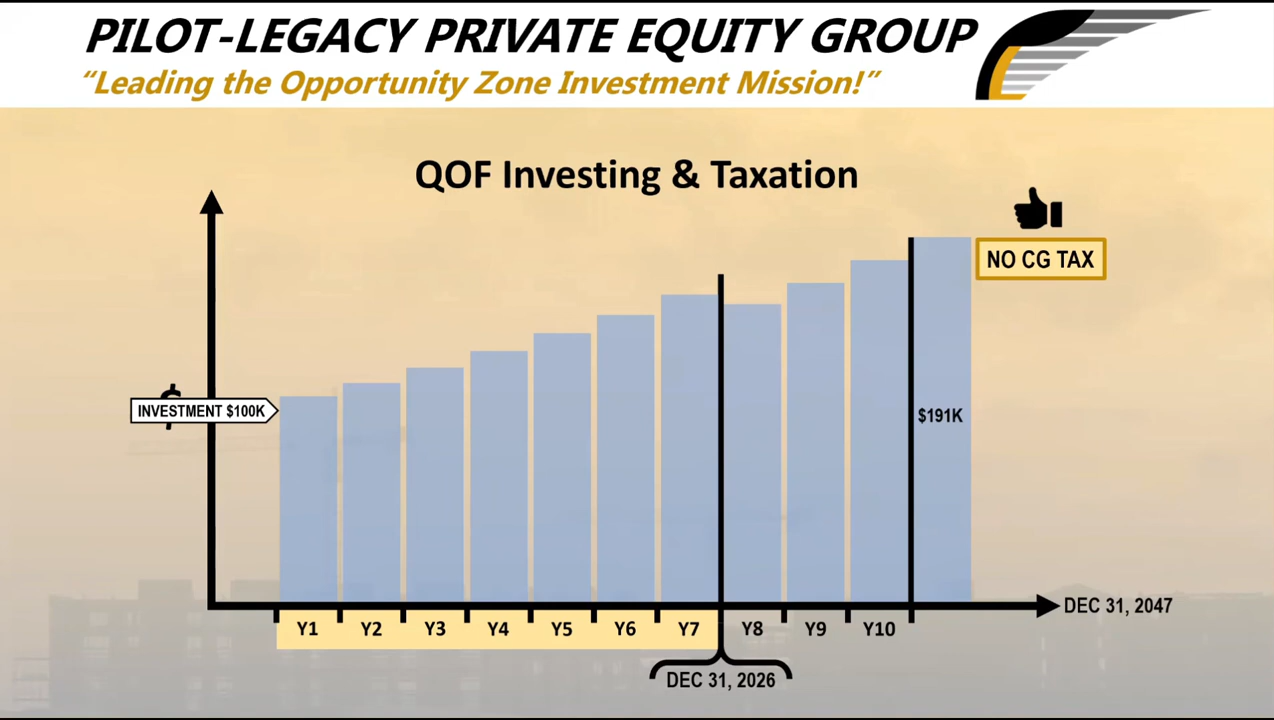 PILOT-LEGACY PRIVATE EQUITY GROUP
“Leading the Opportunity Zone Investment Mission!”
QOF Investing & Taxation
NO CG TAX
$
INVESTMENT $100K
$191K
Y1 Y2 Y3 Y4 Y5 Y6 Y7 Y8 Y9 Y10
DEC 31, 2047
DEC 31, 2026